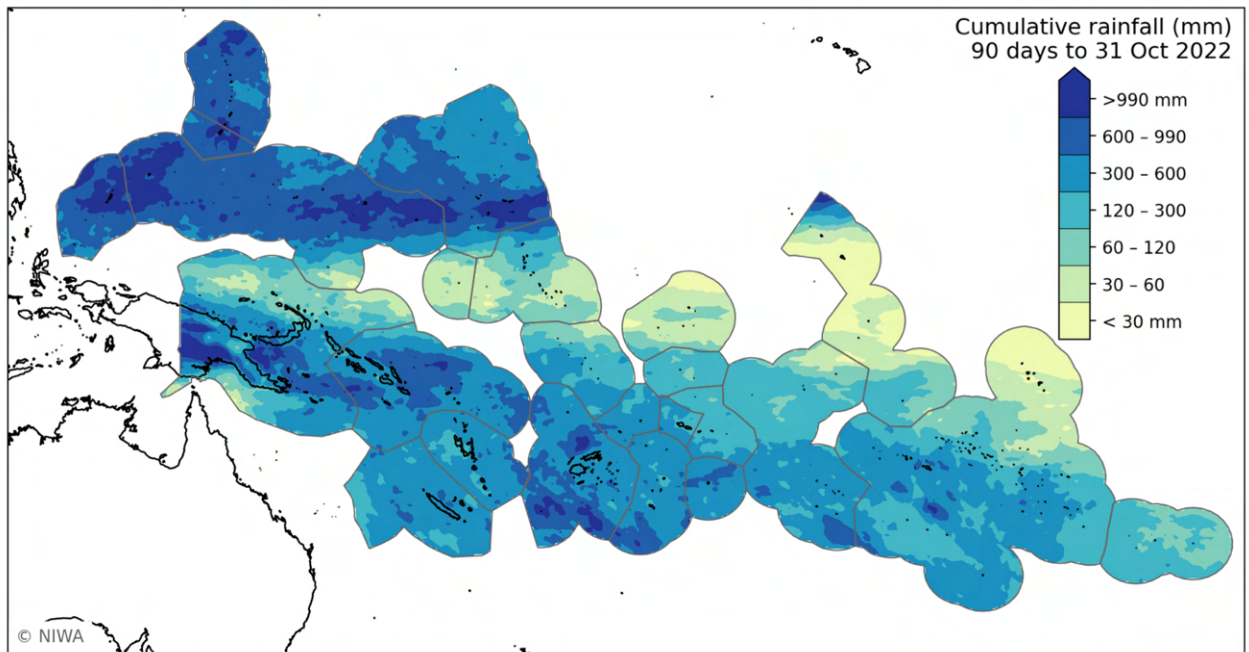 Cumulative rainfall (mm)
90 days to 31 Oct 2022
>990 mm
600 – 990
300 – 600
120 – 300
60 – 120
30 – 60
< 30 mm
© NIWA